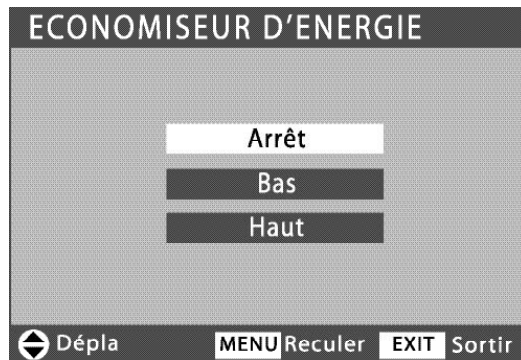 ECONOMISEUR D'ENERGIE
Arrêt
Bas
Haut
Dépla MENU Reculer EXIT Sortir